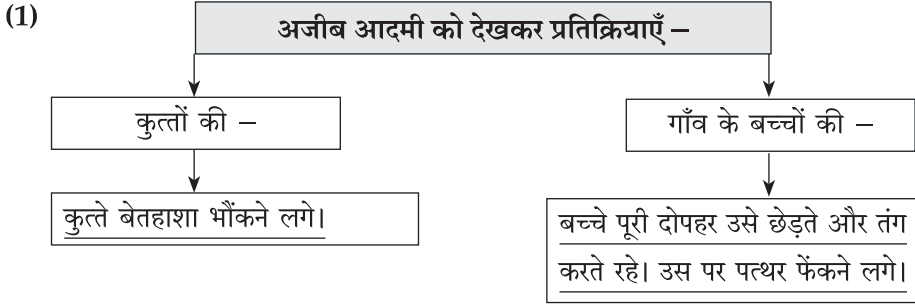 (1)
अजीब आदमी को देखकर प्रतिक्रियाएँ –
कुत्तों की –
गाँव के बच्चों की –
कुत्ते बेतहाशा भौंकने लगे।
बच्चे पूरी दोपहर उसे छेड़ते और तंग
करते रहे। उस पर पत्थर फेंकने लगे।